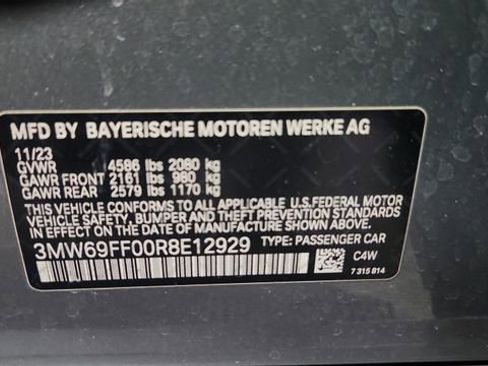 MFD BY BAYERISCHE MOTOREN WERKE AG
11/23
GVWR 4586 lbs 2080 kg
GAWR FRONT 2161 lbs 980 kg
GAWR REAR 2579 lbs 1170 kg
THIS VEHICLE CONFORMS TO ALL APPLICABLE U.S.FEDERAL MOTOR
VEHICLE SAFETY, BUMPER, AND THEFT PREVENTION STANDARDS
IN EFFECT ON THE DATE OF MANUFACTURE SHOWN ABOVE.
3MW69FF00R8E12929 TYPE: PASSENGER CAR
C4W
7 315 814